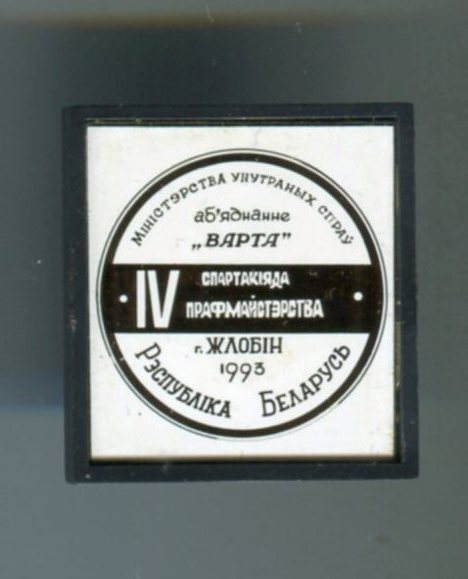 МІНІСТЭРСТВА УНУТРАНЫХ СПРАЎ
аб'яднанне
„ВАРТА”
IV СПАРТАКІЯДА
ПРАФМАЙСТЭРСТВА
г. ЖЛОБІН
1993
РЭСПУБЛІКА БЕЛАРУСЬ